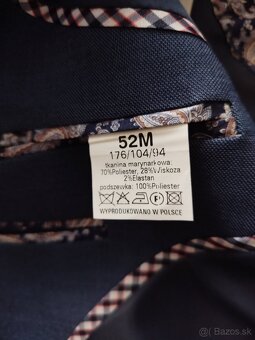 52M
176/104/94
tkanina marynarkowa:
70%Poliester, 28%Wiskoza
2%Elastan
podszewka: 100%Poliester
WYPRODUKOWANO W POLSCE
bazos.sk